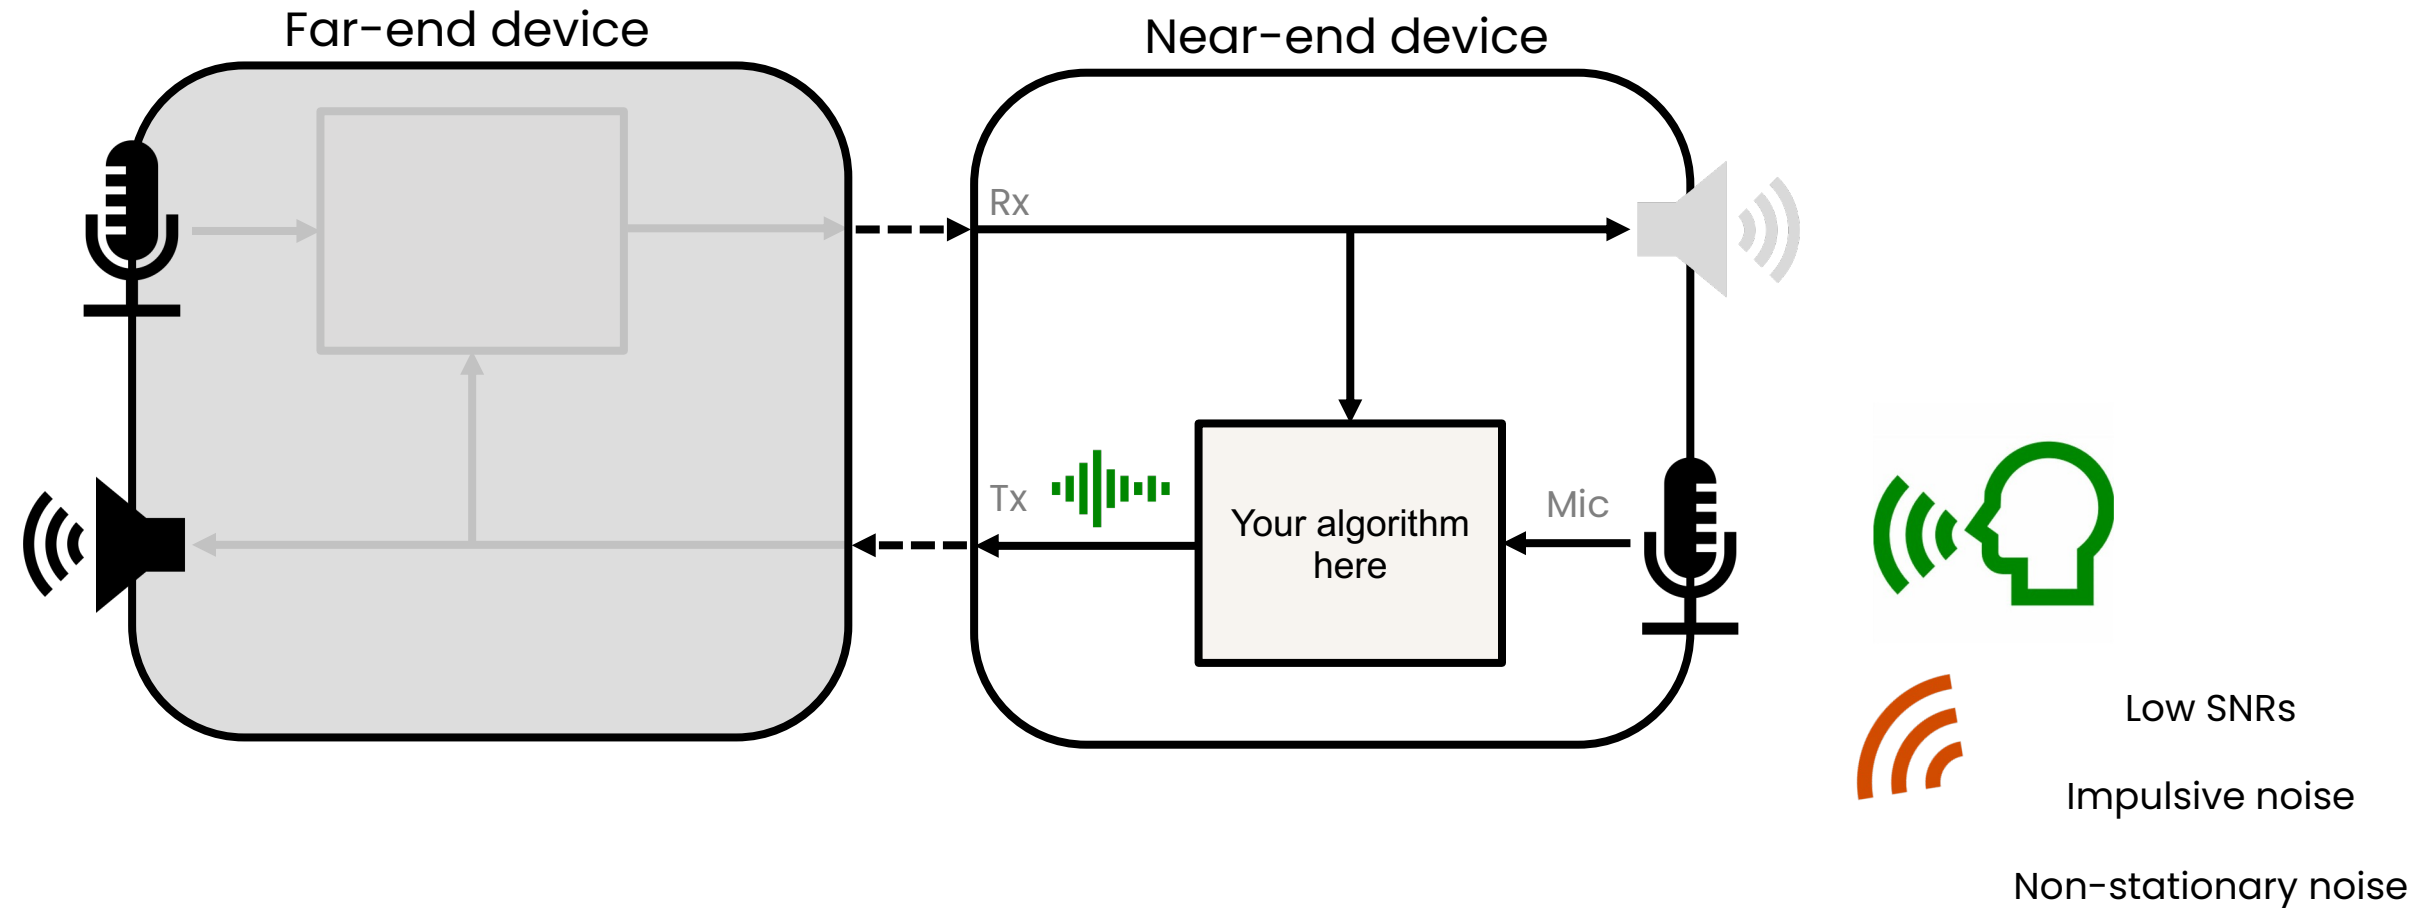 Far-end device
Near-end device
Rx
Tx
Mic
Your algorithm
here
Low SNRs
Impulsive noise
Non-stationary noise